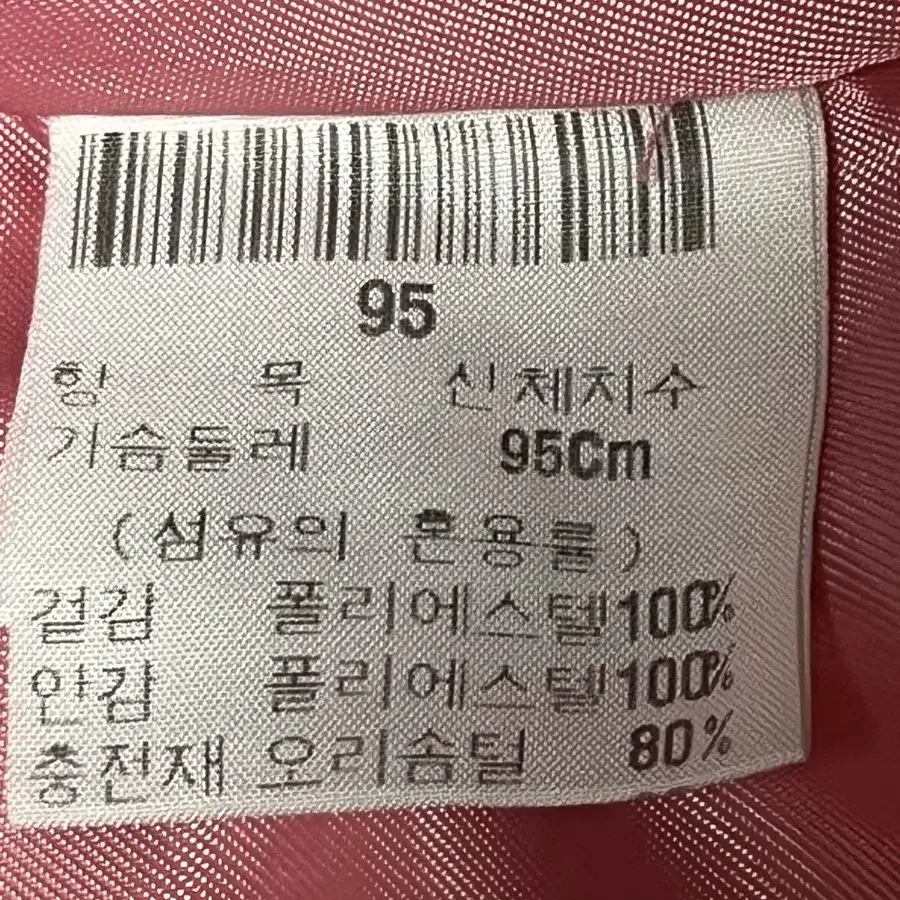 95
항 목 신체치수
가슴둘레 95Cm
(섬유의 혼용률)
겉감 폴리에스텔100%
안감 폴리에스텔100%
충전재 오리솜털 80%